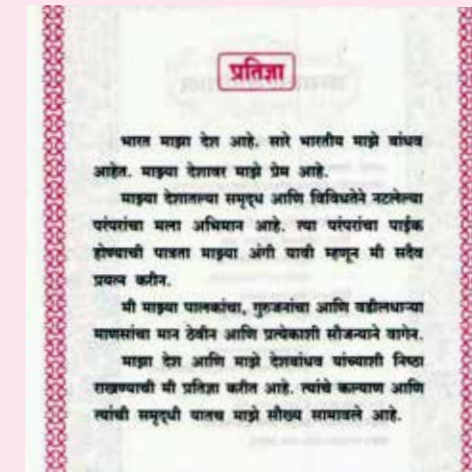 प्रतिज्ञा
भारत माझा देश आहे. सारे भारतीय माझे बांधव
आहेत. माझ्या देशावर माझे प्रेम आहे.
माझ्या देशातल्या समृद्ध आणि विविधतेने नटलेल्या
परंपरांचा मला अभिमान आहे. त्या परंपरांचा पाईक
होण्याची पात्रता माझ्या अंगी यावी म्हणून मी सदैव
प्रयत्न करीन.
मी माझ्या पालकांचा, गुरुजनांचा आणि वडीलधाऱ्या
माणसांचा मान ठेवीन आणि प्रत्येकाशी सौजन्याने वागेन.
माझा देश आणि माझे देशबांधव यांच्याशी निष्ठा
राखण्याची मी प्रतिज्ञा करीत आहे. त्यांचे कल्याण आणि
त्यांची समृद्धी यातच माझे सौख्य सामावले आहे.